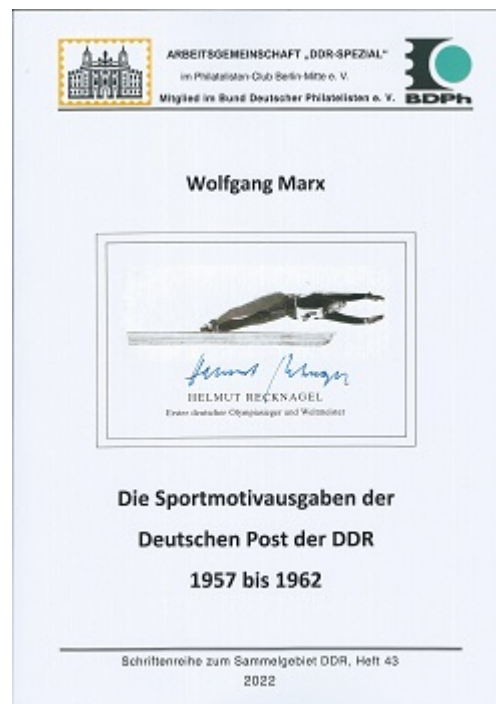 ARBEITSGEMEINSCHAFT „DDR-SPEZIAL“
im Philatelisten-Club Berlin-Mitte e. V.
Mitglied im Bund Deutscher Philatelisten e. V.
BDPh
Wolfgang Marx
HELMUT RECKNAGEL
Erster deutscher Olympiasieger und Weltmeister
Die Sportmotivausgaben der
Deutschen Post der DDR
1957 bis 1962
Schriftenreihe zum Sammelgebiet DDR, Heft 43
2022